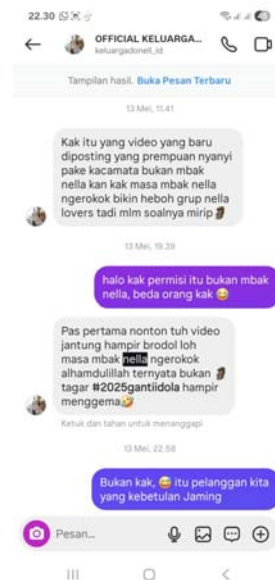 22.30
OFFICIAL KELUARGA...
keluargadonell_id
Tampilan hasil. Buka Pesan Terbaru
13 Mei, 11.41
Kak itu yang video yang baru
diposting yang prempuan nyanyi
pake kacamata bukan mbak
nella kan kak masa mbak nella
ngerokok bikin heboh grup nella
lovers tadi mlm soalnya mirip🗿
13 Mei, 19.39
halo kak permisi itu bukan mbak
nella, beda orang kak 😅
Pas pertama nonton tuh video
jantung hampir brodol loh
masa mbak nella ngerokok
alhamdulillah ternyata bukan 🗿
tagar #2025gantiidola hampir
menggema🤣
Ketuk dan tahan untuk menanggapi
13 Mei, 22.58
Bukan kak, 😅 itu pelanggan kita
yang kebetulan Jaming
Pesan...